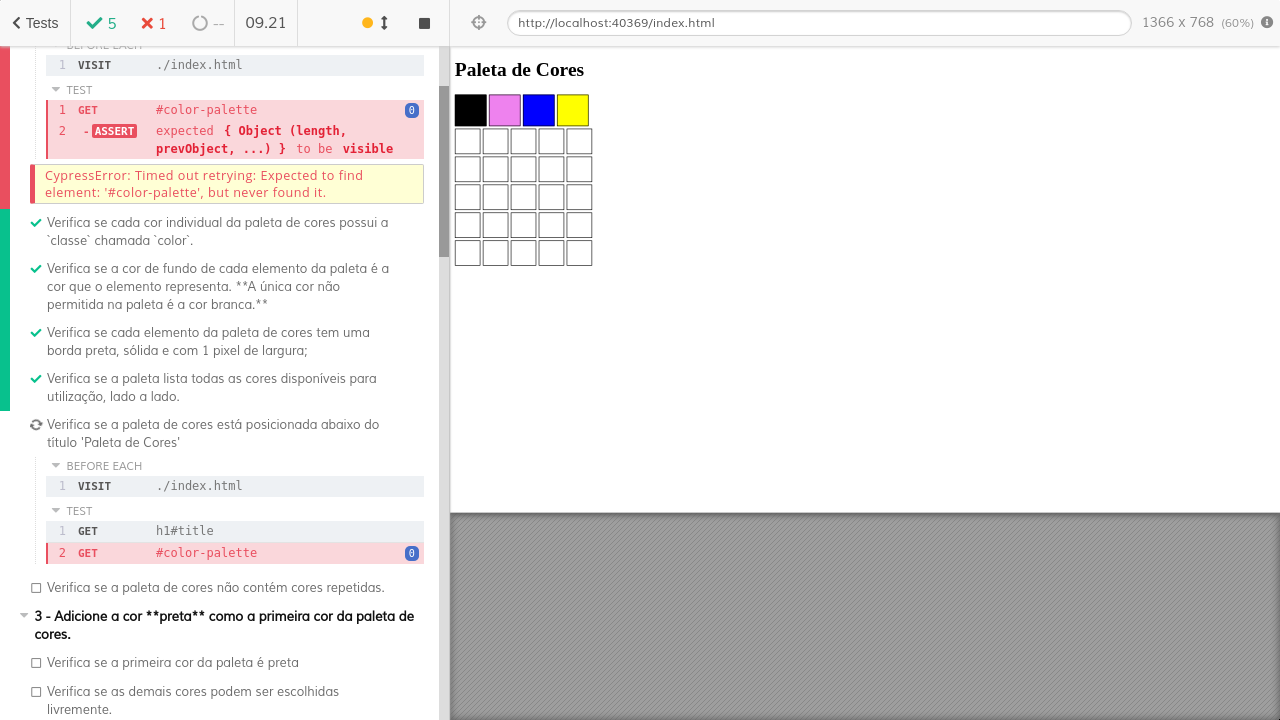 Tests
5
1
--
09.21
http://localhost:40369/index.html
1366 x 768 (60%)
BEFORE EACH
1 VISIT ./index.html
TEST
1 GET #color-palette 0
2 - ASSERT expected { Object (length,
prevObject, ...) } to be visible
CypressError: Timed out retrying: Expected to find
element: '#color-palette', but never found it.
Verifica se cada cor individual da paleta de cores possui a
`classe` chamada `color`.
Verifica se a cor de fundo de cada elemento da paleta é a
cor que o elemento representa. **A única cor não
permitida na paleta é a cor branca.**
Verifica se cada elemento da paleta de cores tem uma
borda preta, sólida e com 1 pixel de largura;
Verifica se a paleta lista todas as cores disponíveis para
utilização, lado a lado.
Verifica se a paleta de cores está posicionada abaixo do
título 'Paleta de Cores'
BEFORE EACH
1 VISIT ./index.html
TEST
1 GET h1#title
2 GET #color-palette 0
Verifica se a paleta de cores não contém cores repetidas.
3 - Adicione a cor **preta** como a primeira cor da paleta de
cores.
Verifica se a primeira cor da paleta é preta
Verifica se as demais cores podem ser escolhidas
livremente.
Paleta de Cores